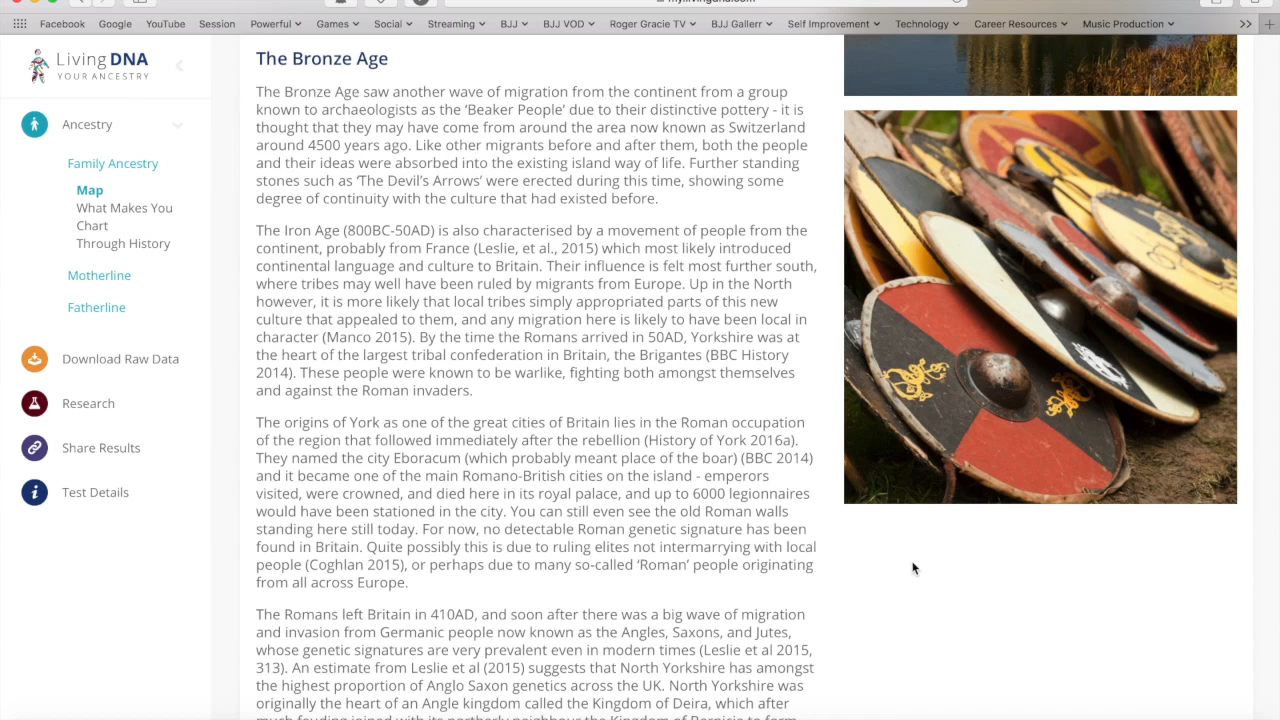 Facebook Google YouTube Session Powerful Games Social Streaming BJJ BJJ VOD Roger Gracie TV BJJ Gallerr Self Improvement Technology Career Resources Music Production
Living DNA
YOUR ANCESTRY
Ancestry
Family Ancestry
Map
What Makes You
Chart
Through History
Motherline
Fatherline
Download Raw Data
Research
Share Results
Test Details
The Bronze Age
The Bronze Age saw another wave of migration from the continent from a group
known to archaeologists as the ‘Beaker People’ due to their distinctive pottery - it is
thought that they may have come from around the area now known as Switzerland
around 4500 years ago. Like other migrants before and after them, both the people
and their ideas were absorbed into the existing island way of life. Further standing
stones such as ‘The Devil’s Arrows’ were erected during this time, showing some
degree of continuity with the culture that had existed before.
The Iron Age (800BC-50AD) is also characterised by a movement of people from the
continent, probably from France (Leslie, et al., 2015) which most likely introduced
continental language and culture to Britain. Their influence is felt most further south,
where tribes may well have been ruled by migrants from Europe. Up in the North
however, it is more likely that local tribes simply appropriated parts of this new
culture that appealed to them, and any migration here is likely to have been local in
character (Manco 2015). By the time the Romans arrived in 50AD, Yorkshire was at
the heart of the largest tribal confederation in Britain, the Brigantes (BBC History
2014). These people were known to be warlike, fighting both amongst themselves
and against the Roman invaders.
The origins of York as one of the great cities of Britain lies in the Roman occupation
of the region that followed immediately after the rebellion (History of York 2016a).
They named the city Eboracum (which probably meant place of the boar) (BBC 2014)
and it became one of the main Romano-British cities on the island - emperors
visited, were crowned, and died here in its royal palace, and up to 6000 legionnaires
would have been stationed in the city. You can still even see the old Roman walls
standing here still today. For now, no detectable Roman genetic signature has been
found in Britain. Quite possibly this is due to ruling elites not intermarrying with local
people (Coghlan 2015), or perhaps due to many so-called ‘Roman’ people originating
from all across Europe.
The Romans left Britain in 410AD, and soon after there was a big wave of migration
and invasion from Germanic people now known as the Angles, Saxons, and Jutes,
whose genetic signatures are very prevalent even in modern times (Leslie et al 2015,
313). An estimate from Leslie et al (2015) suggests that North Yorkshire has amongst
the highest proportion of Anglo Saxon genetics across the UK. North Yorkshire was
originally the heart of an Angle kingdom called the Kingdom of Deira, which after
much feuding joined with its northerly neighbour the Kingdom of Bernicia to form